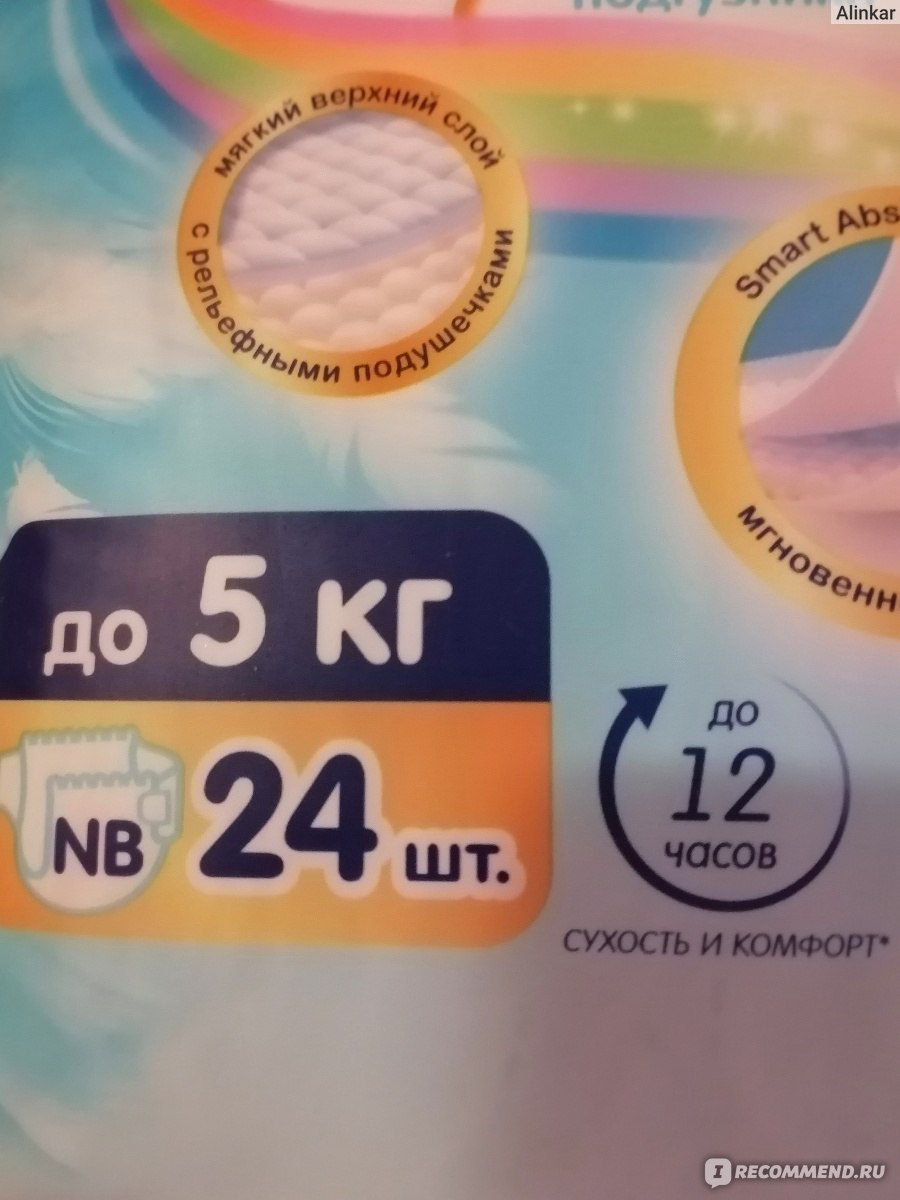 Alinkar
мягкий верхний слой
с рельефными подушечками
Smart Abs
мгновенн
до 5 кг
NB 24 шт.
до
12
часов
СУХОСТЬ И КОМФОРТ*
IRECOMMEND.RU